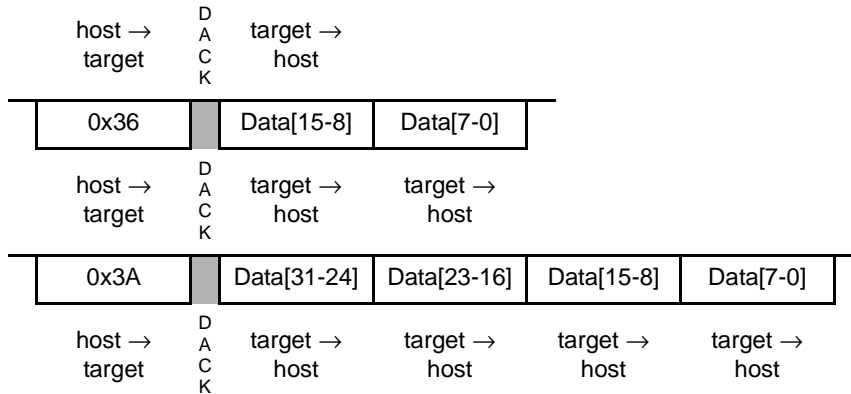 host → D A C K target →
target host
0x36 Data[15-8] Data[7-0]
host → D A C K target → target →
target host host
0x3A Data[31-24] Data[23-16] Data[15-8] Data[7-0]
host → D A C K target → target → target → target →
target host host host host